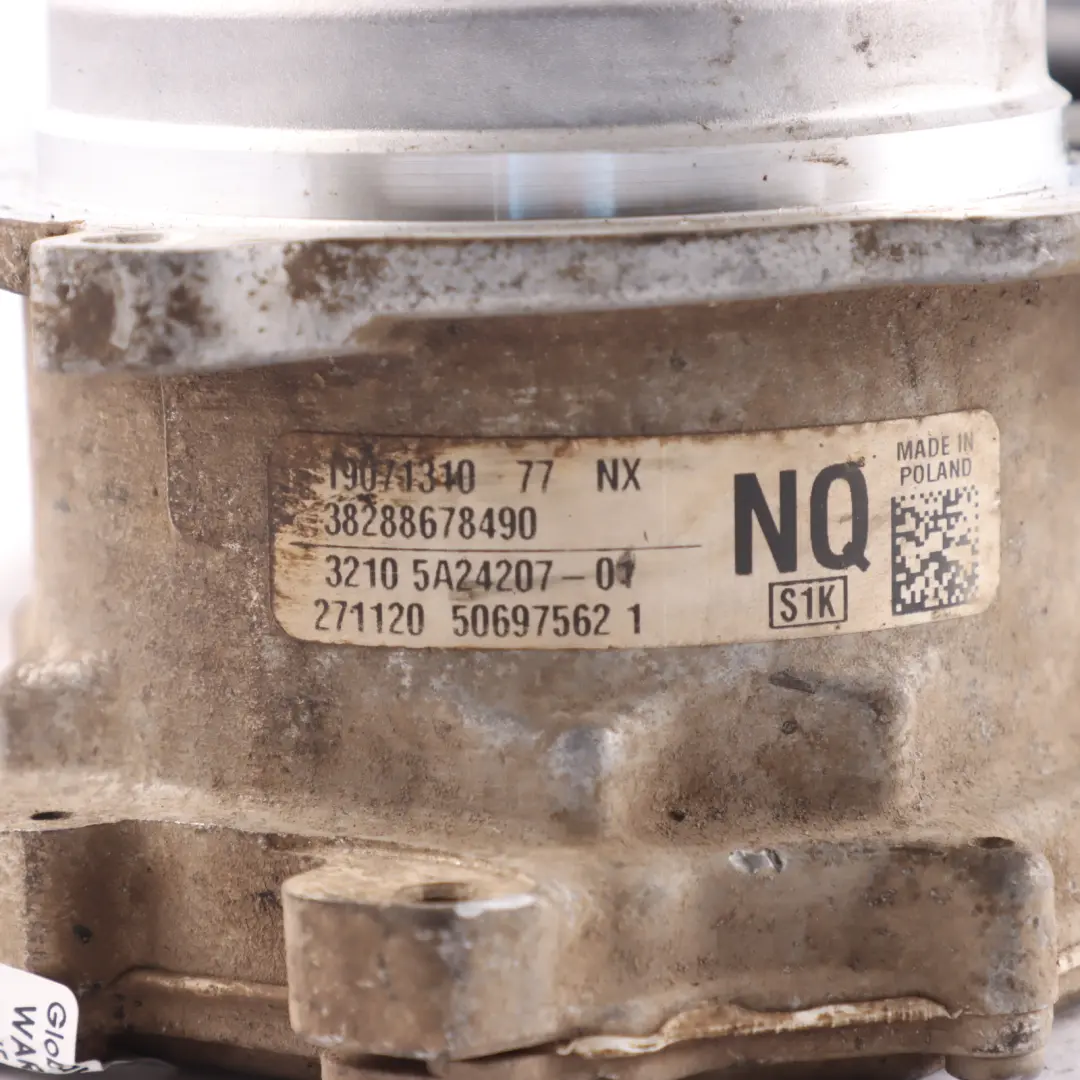 19071310 77 NX
38288678490
3210 5A24207-01
271120 50697562 1
NQ
S1K
MADE IN
POLAND